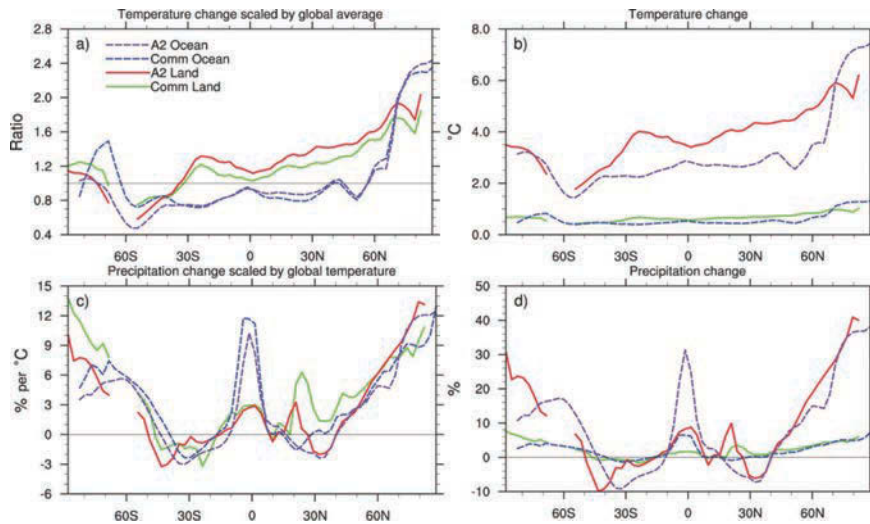 Temperature change scaled by global average
Temperature change
a)
A2 Ocean
Comm Ocean
A2 Land
Comm Land
Ratio
2.8
2.4
2.0
1.6
1.2
0.8
0.4
60S 30S 0 30N 60N
b)
°C
8.0
6.0
4.0
2.0
0.0
60S 30S 0 30N 60N
Precipitation change scaled by global temperature
Precipitation change
c)
% per °C
15
12
9
6
3
0
-3
-6
60S 30S 0 30N 60N
d)
%
50
40
30
20
10
0
-10
60S 30S 0 30N 60N